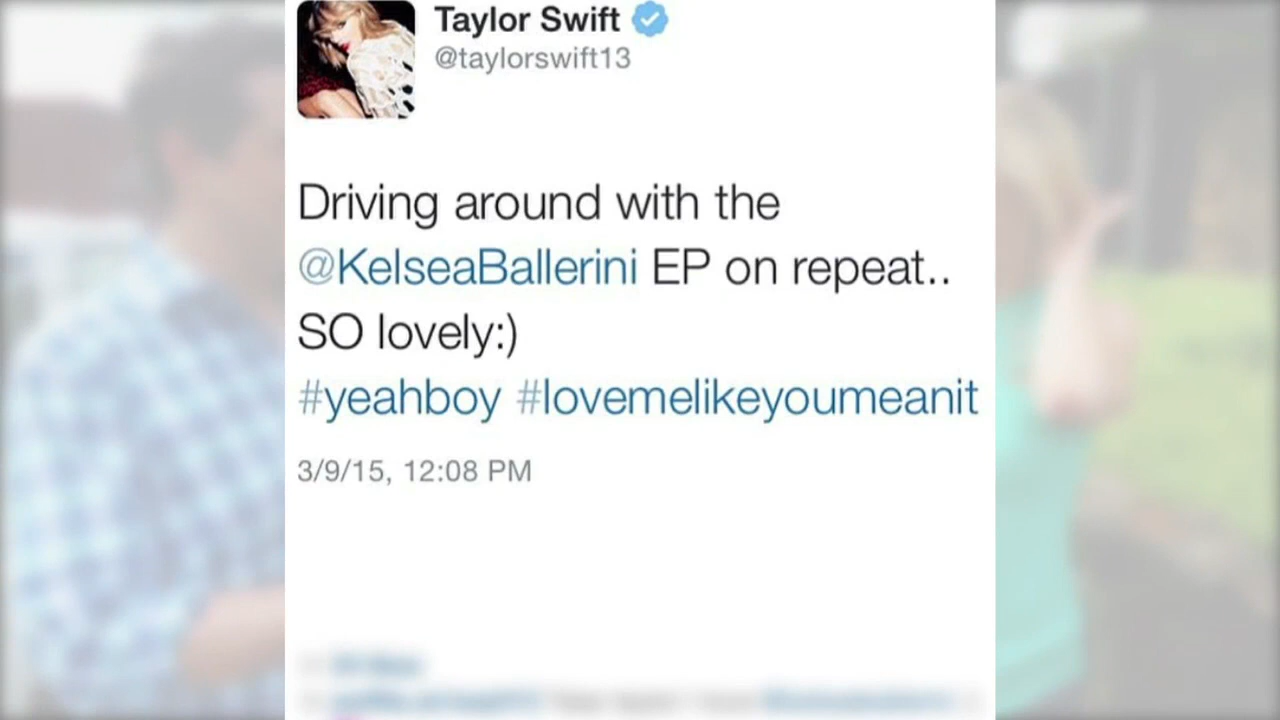 Taylor Swift
@taylorswift13
Driving around with the
@KelseaBallerini EP on repeat..
SO lovely:)
#yeahboy #lovemelikeyoumeanit
3/9/15, 12:08 PM